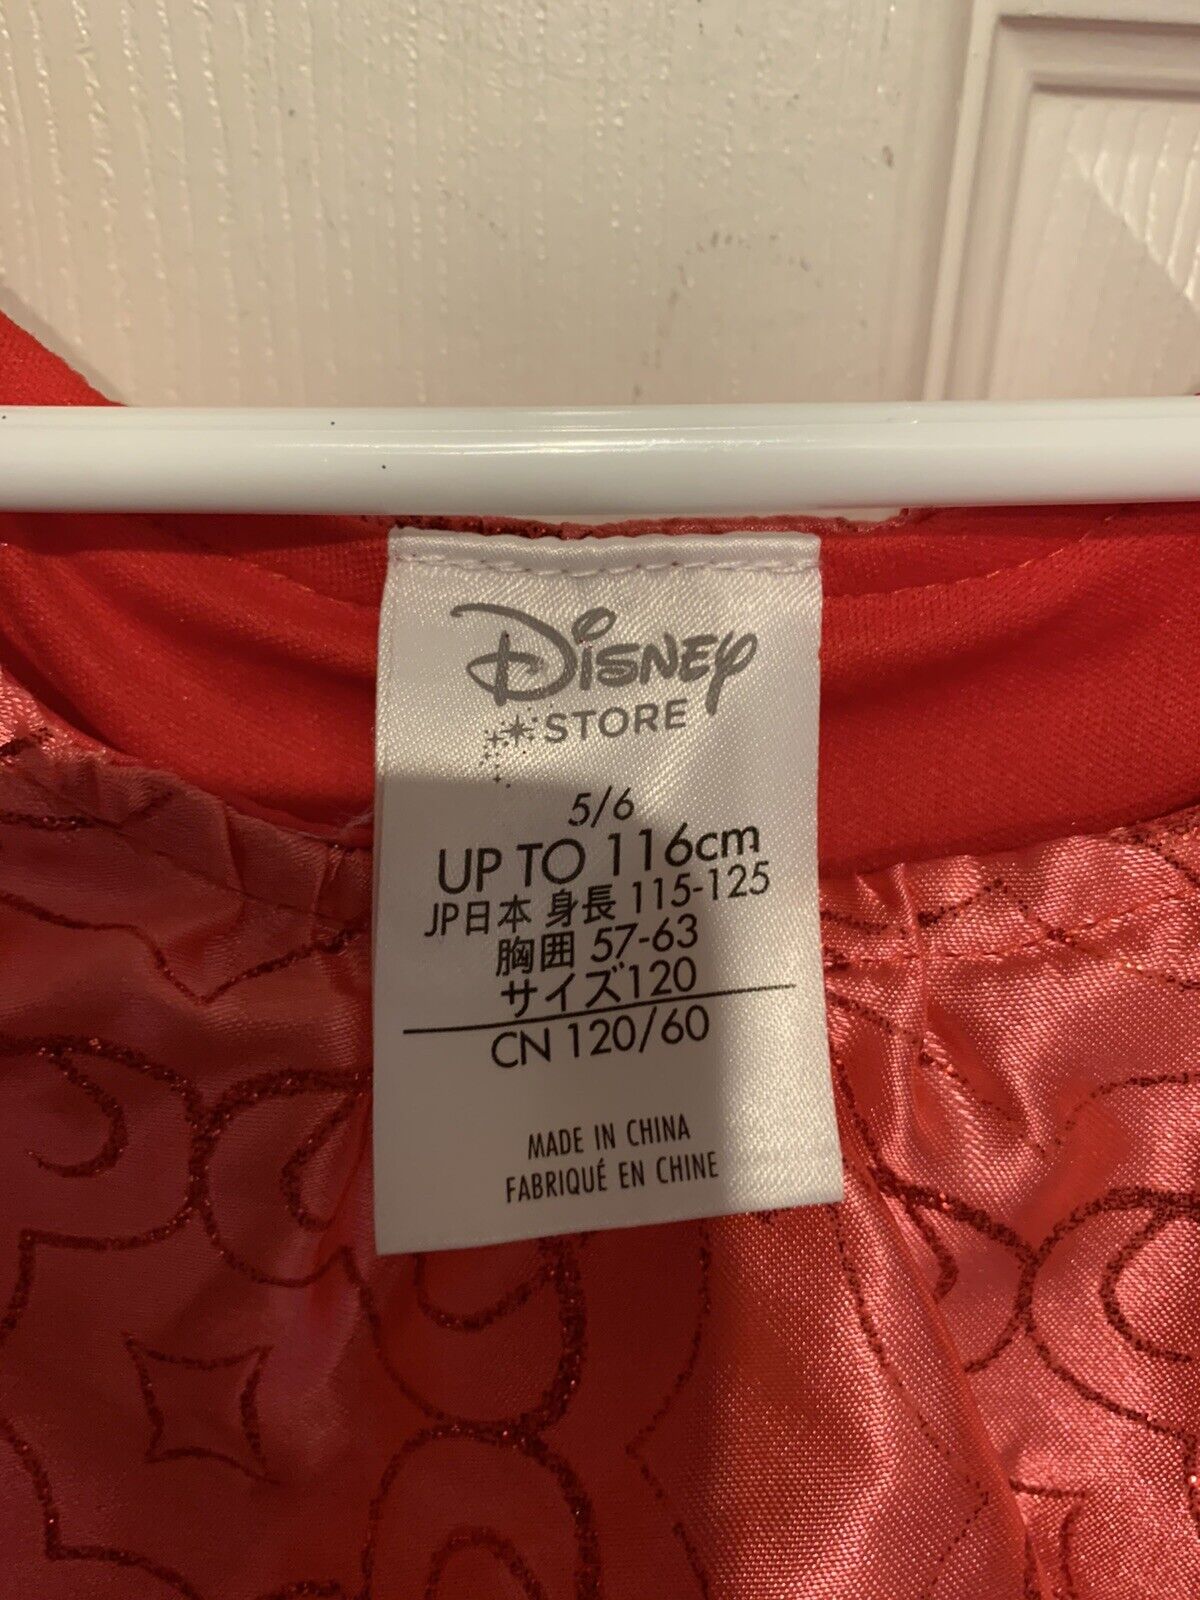 Disney
STORE
5/6
UP TO 116cm
JP日本 身長 115-125
胸囲 57-63
サイズ120
CN 120/60
MADE IN CHINA
FABRIQUÉ EN CHINE